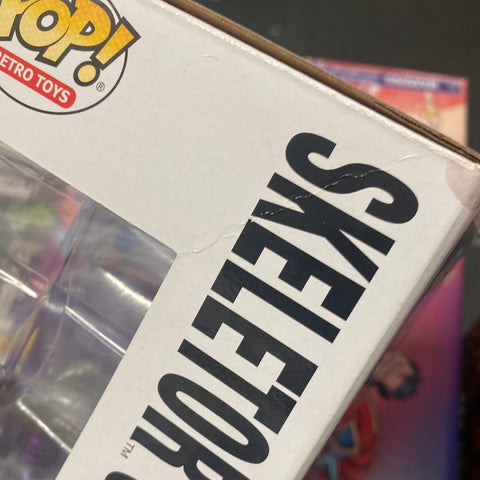 POP!
RETRO TOYS
®
SKELETOR
™